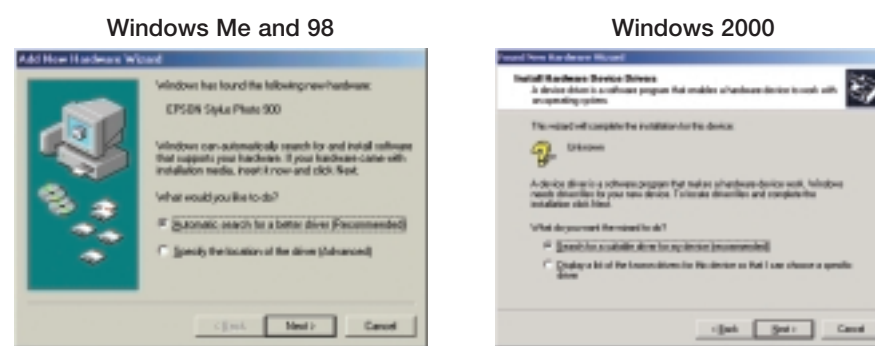 Windows Me and 98
Add New Hardware Wizard
Windows has found the following new hardware:
EPSON Stylus Photo 900
Windows can automatically search for and install software
that supports your hardware. If your hardware came with
installation media, insert it now and click Next.
What would you like to do?
Automatic search for a better driver (Recommended)
Specify the location of the driver (Advanced)
< Back
Next >
Cancel
Windows 2000
Found New Hardware Wizard
Install Hardware Device Drivers
A device driver is a software program that enables a hardware device to work with
an operating system.
This wizard will complete the installation for this device:
Unknown
A device driver is a software program that makes a hardware device work. Windows
needs driver files for your new device. To locate driver files and complete the
installation click Next.
What do you want the wizard to do?
Search for a suitable driver for my device (recommended)
Display a list of the known drivers for this device so that I can choose a specific
driver
< Back
Next >
Cancel